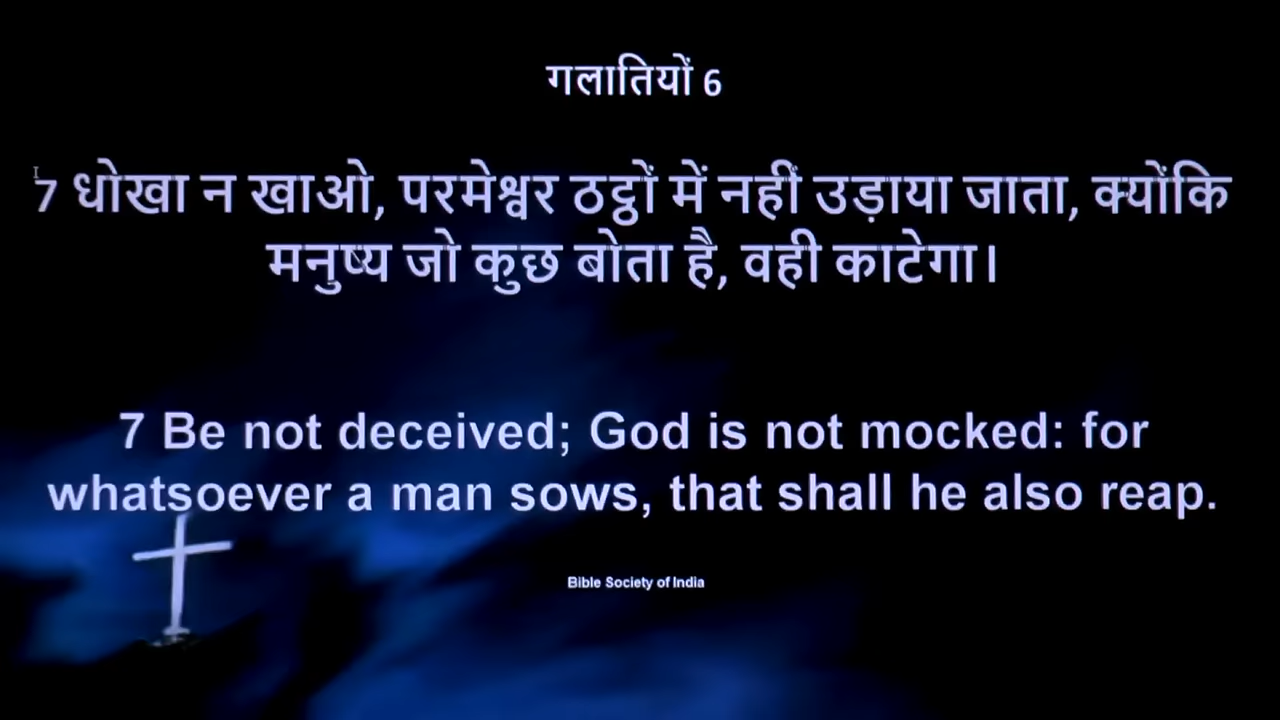 गलातियों 6
7 धोखा न खाओ, परमेश्वर ठट्ठों में नहीं उड़ाया जाता, क्योंकि
मनुष्य जो कुछ बोता है, वही काटेगा।
7 Be not deceived; God is not mocked: for
whatsoever a man sows, that shall he also reap.
Bible Society of India